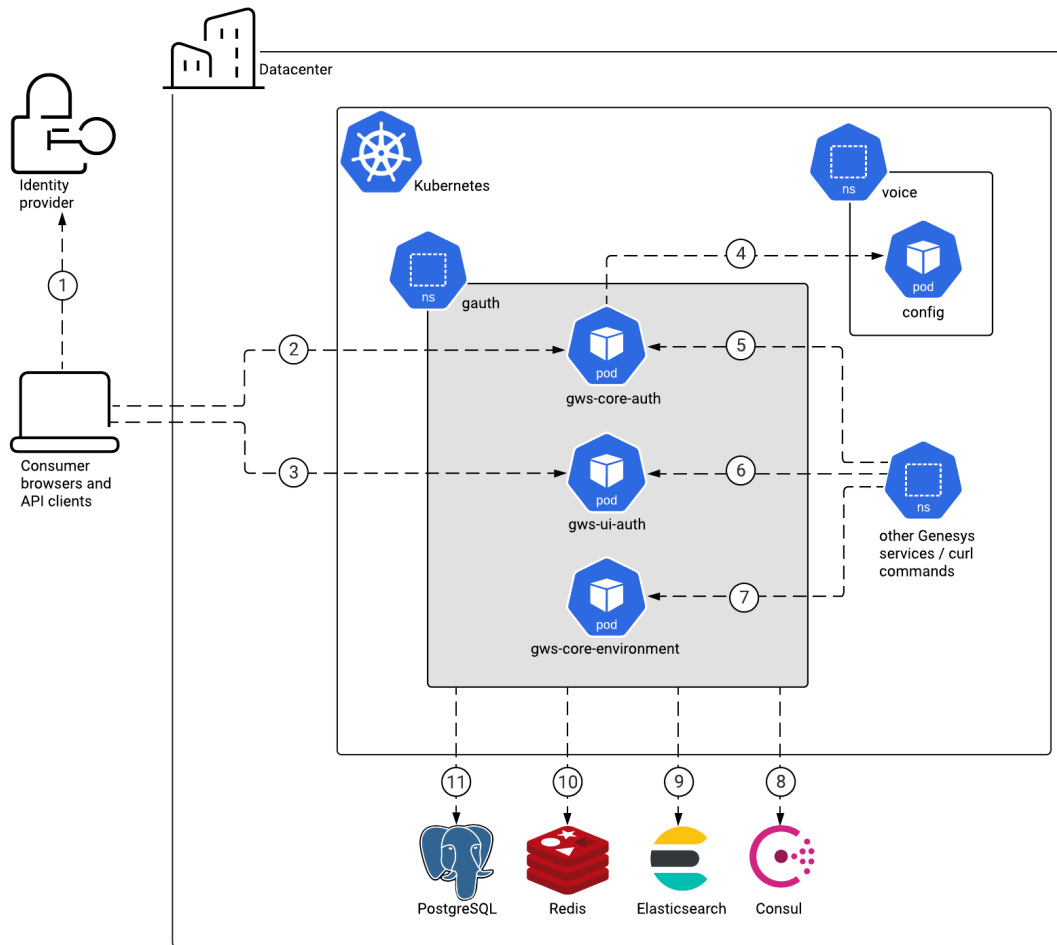 Datacenter
Identity
provider
Kubernetes
ns
voice
1
4
ns
gauth
pod
config
2
5
pod
gws-core-auth
Consumer
browsers and
API clients
3
6
pod
gws-ui-auth
ns
other Genesys
services / curl
commands
7
pod
gws-core-environment
11
10
9
8
PostgreSQL
Redis
Elasticsearch
Consul